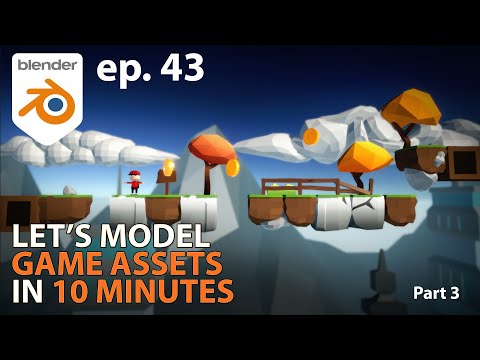 blender
ep. 43
LET'S MODEL
GAME ASSETS
IN 10 MINUTES
Part 3